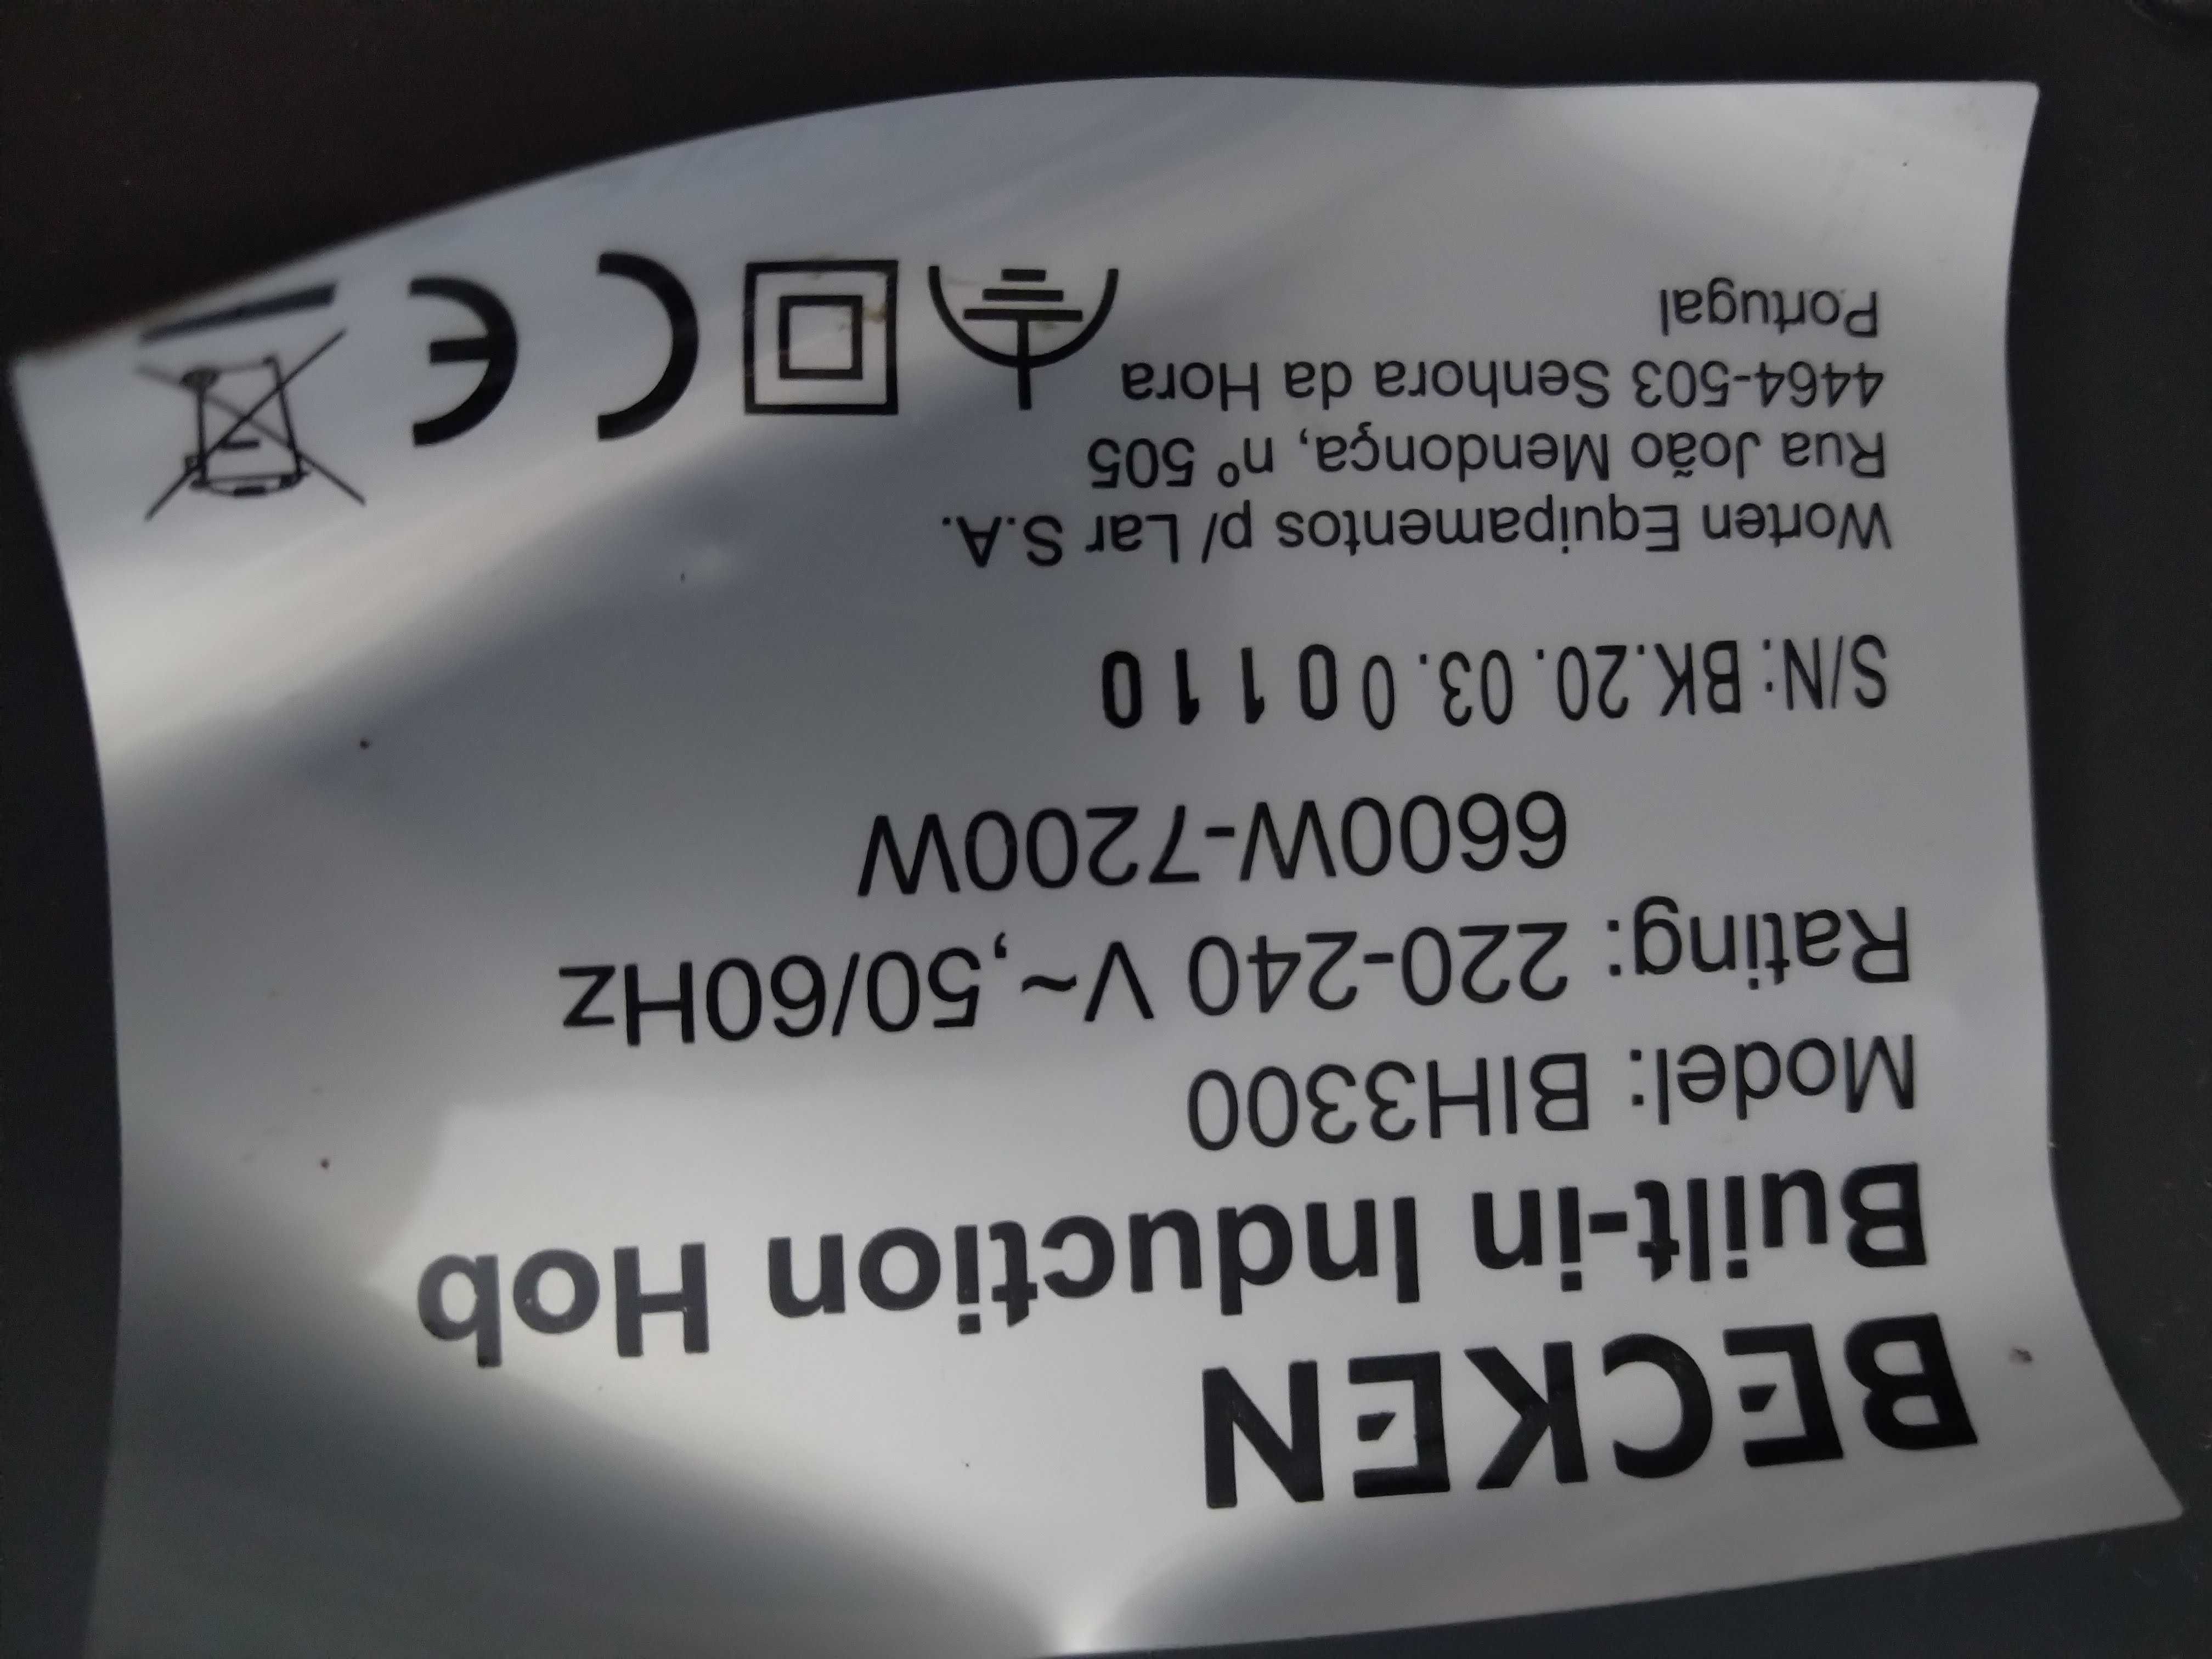 BECKEN
Built-in Induction Hob
Model: BIH3300
Rating: 220-240 V~,50/60Hz
6600W-7200W
S/N: BK.20. 03. 00110
Worten Equipamentos p/ Lar S.A.
Rua João Mendonça, nº 505
4464-503 Senhora da Hora
Portugal
CE